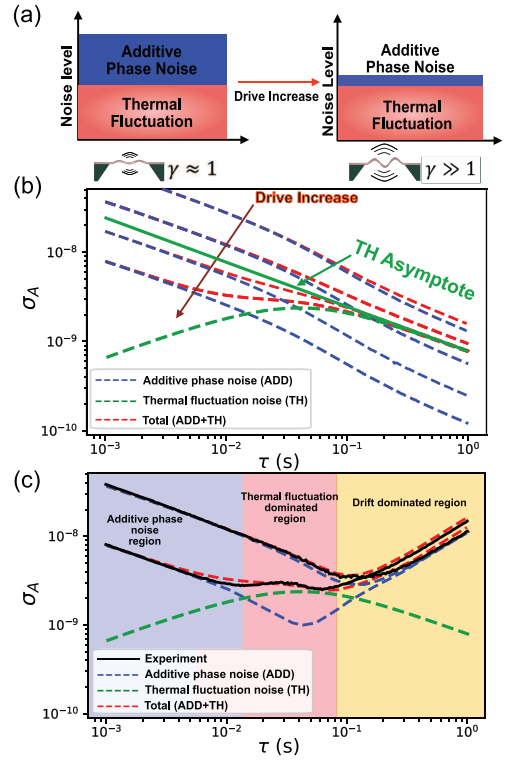 (a)
Noise level
Additive
Phase Noise
Thermal
Fluctuation
Drive Increase
Noise Level
Additive
Phase Noise
Thermal
Fluctuation
γ ≈ 1
γ ≫ 1
(b)
Drive Increase
TH Asymptote
σA
10−8
10−9
10−10
Additive phase noise (ADD)
Thermal fluctuation noise (TH)
Total (ADD+TH)
10−3
10−2
10−1
100
τ (s)
(c)
Additive phase
noise region
Thermal fluctuation
dominated
region
Drift dominated region
σA
10−8
10−9
10−10
Experiment
Additive phase noise (ADD)
Thermal fluctuation noise (TH)
Total (ADD+TH)
10−3
10−2
10−1
100
τ (s)